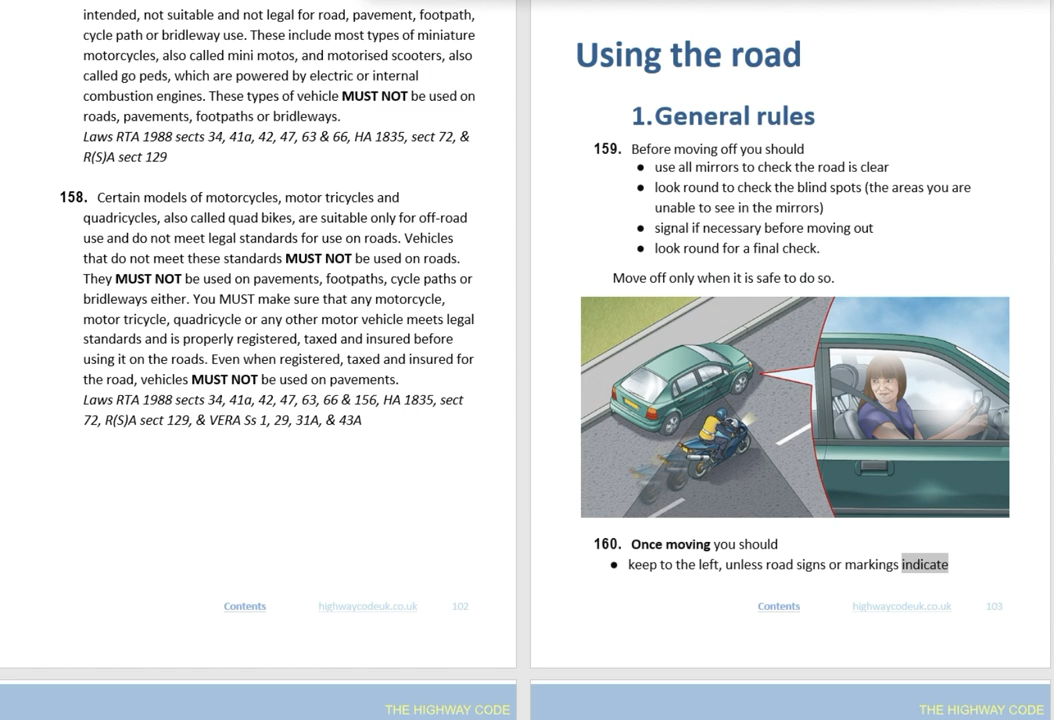 intended, not suitable and not legal for road, pavement, footpath,
cycle path or bridleway use. These include most types of miniature
motorcycles, also called mini motos, and motorised scooters, also
called go peds, which are powered by electric or internal
combustion engines. These types of vehicle MUST NOT be used on
roads, pavements, footpaths or bridleways.
Laws RTA 1988 sects 34, 41a, 42, 47, 63 & 66, HA 1835, sect 72, &
R(S)A sect 129
158. Certain models of motorcycles, motor tricycles and
quadricycles, also called quad bikes, are suitable only for off-road
use and do not meet legal standards for use on roads. Vehicles
that do not meet these standards MUST NOT be used on roads.
They MUST NOT be used on pavements, footpaths, cycle paths or
bridleways either. You MUST make sure that any motorcycle,
motor tricycle, quadricycle or any other motor vehicle meets legal
standards and is properly registered, taxed and insured before
using it on the roads. Even when registered, taxed and insured for
the road, vehicles MUST NOT be used on pavements.
Laws RTA 1988 sects 34, 41a, 42, 47, 63, 66 & 156, HA 1835, sect
72, R(S)A sect 129, & VERA Ss 1, 29, 31A, & 43A
Contents highwaycodeuk.co.uk 102
THE HIGHWAY CODE
Using the road
1. General rules
159. Before moving off you should
● use all mirrors to check the road is clear
● look round to check the blind spots (the areas you are
unable to see in the mirrors)
● signal if necessary before moving out
● look round for a final check.
Move off only when it is safe to do so.
160. Once moving you should
● keep to the left, unless road signs or markings indicate
Contents highwaycodeuk.co.uk 103
THE HIGHWAY CODE